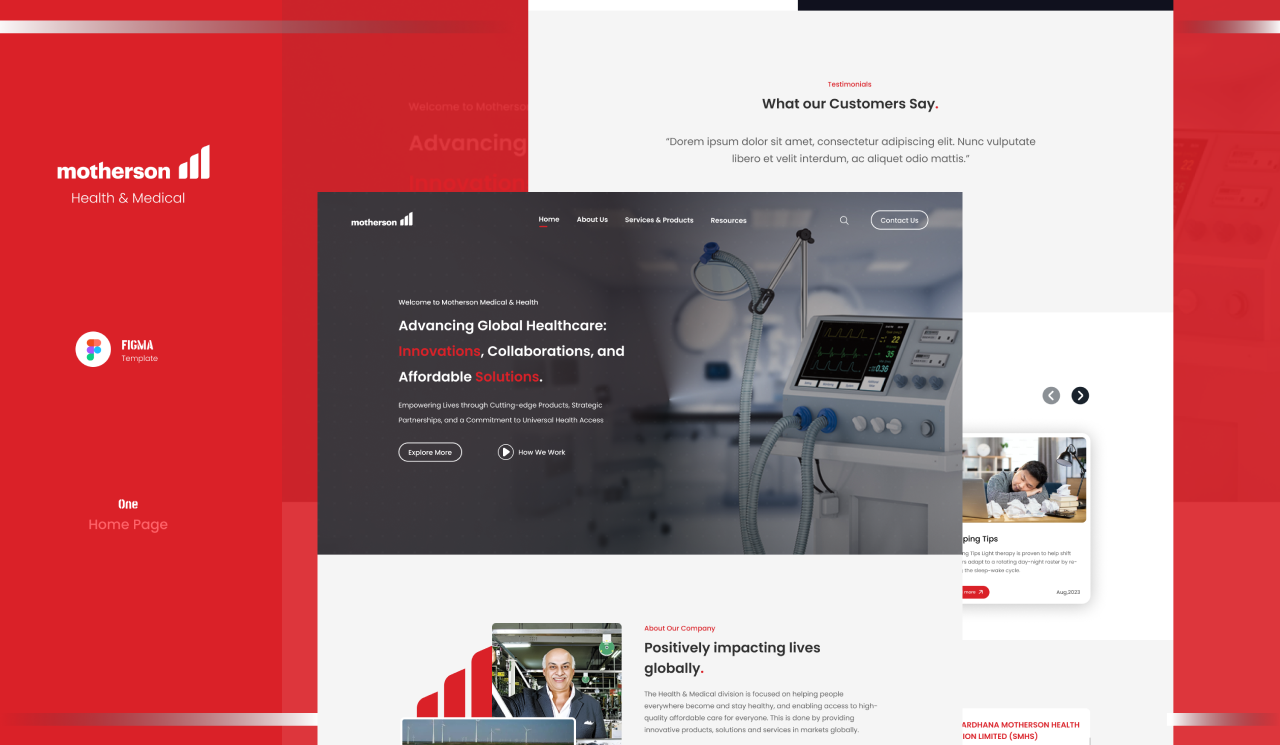 motherson
Health & Medical
FIGMA
Template
One
Home Page
Welcome to Motherson
Advancing
Testimonials
What our Customers Say.
“Dorem ipsum dolor sit amet, consectetur adipiscing elit. Nunc vulputate
libero et velit interdum, ac aliquet odio mattis.”
motherson
Home About Us Services & Products Resources
Contact Us
Welcome to Motherson Medical & Health
Advancing Global Healthcare:
Innovations, Collaborations, and
Affordable Solutions.
Empowering Lives through Cutting-edge Products, Strategic
Partnerships, and a Commitment to Universal Health Access
Explore More
How We Work
22
35
0.36
About Our Company
Positively impacting lives
globally.
The Health & Medical division is focused on helping people
everywhere become and stay healthy, and enabling access to high-
quality affordable care for everyone. This is done by providing
innovative products, solutions and services in markets globally.
ping Tips
ng Tips Light therapy is proven to help shift
rs adapt to a rotating day-night roster by re-
the sleep-wake cycle.
more
Aug,2023
ARDHANA MOTHERSON HEALTH
ION LIMITED (SMHS)